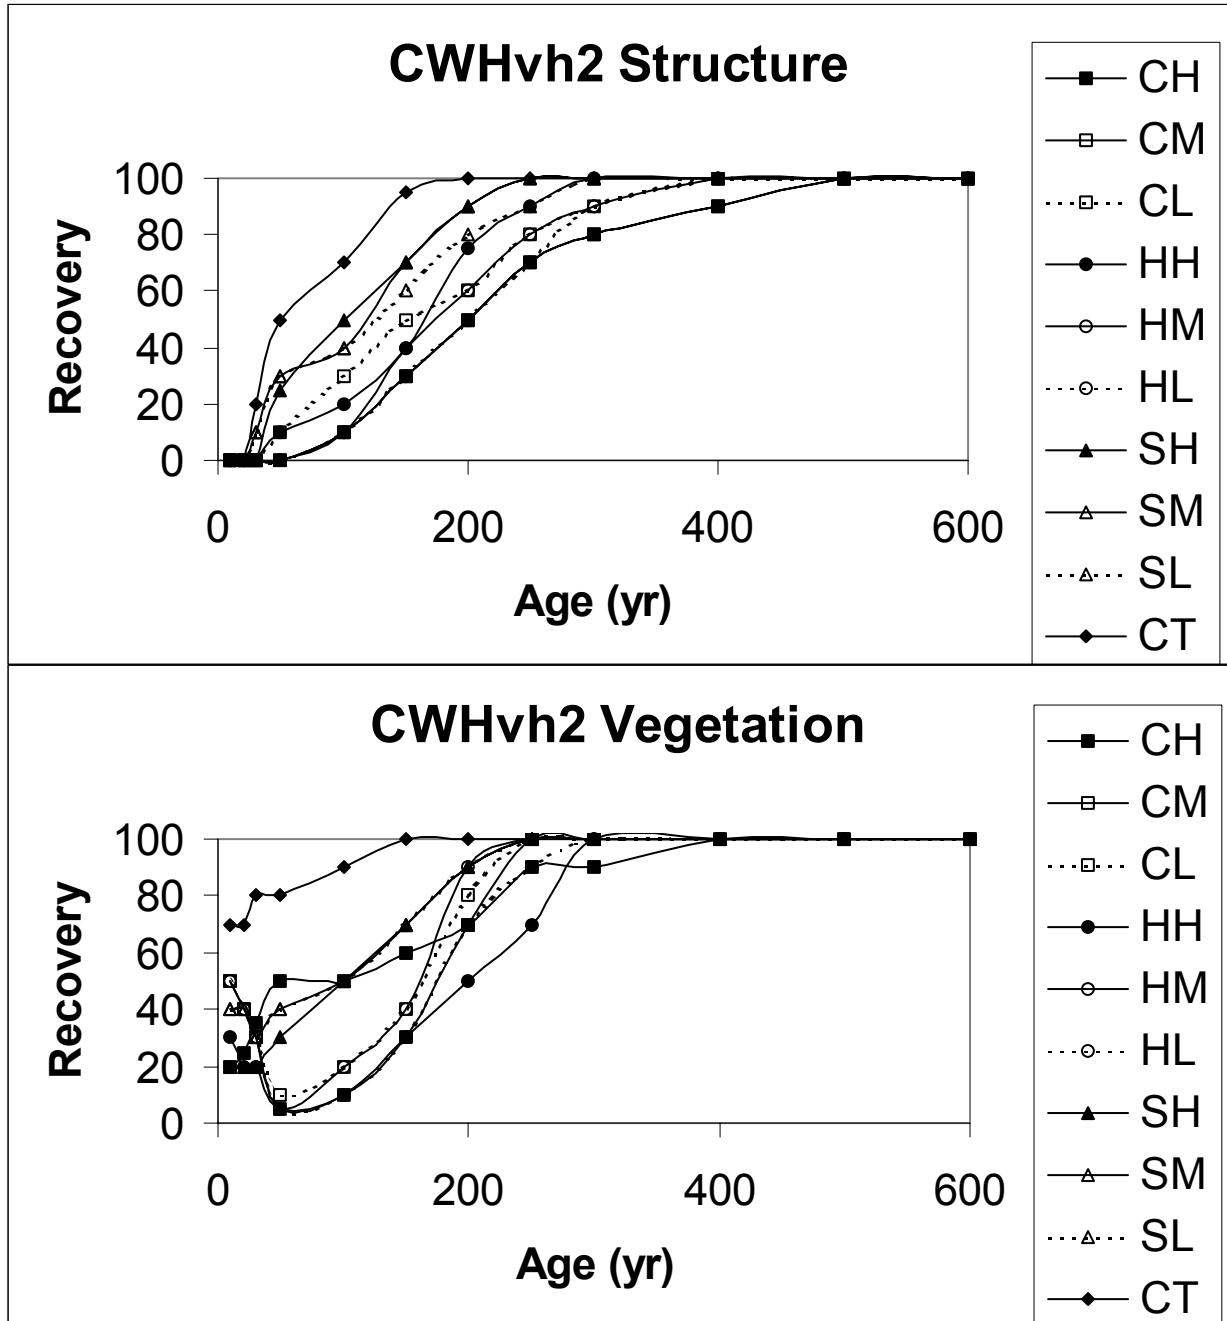 CWHvh2 Structure
100
80
60
40
20
0
Recovery
0 200 400 600
Age (yr)
CH
CM
CL
HH
HM
HL
SH
SM
SL
CT
CWHvh2 Vegetation
100
80
60
40
20
0
Recovery
0 200 400 600
Age (yr)
CH
CM
CL
HH
HM
HL
SH
SM
SL
CT